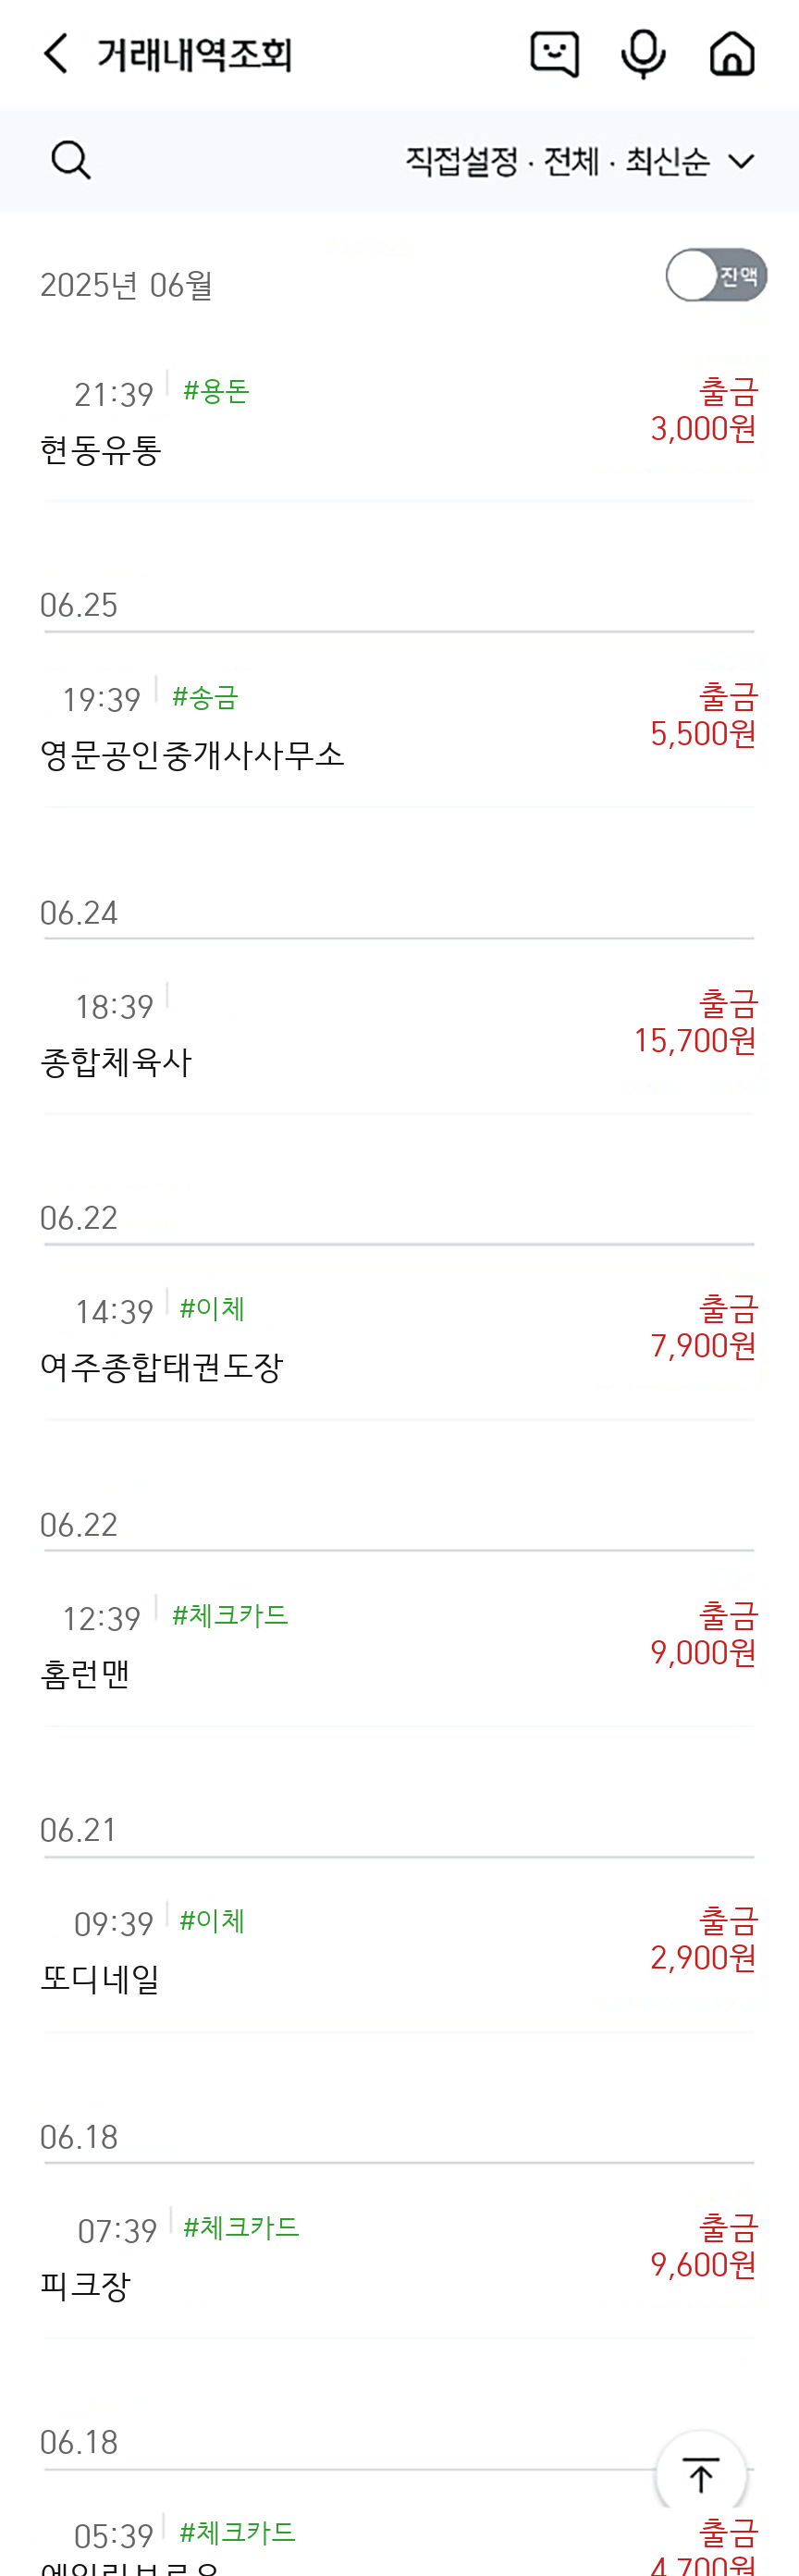 거래내역조회
직접설정 · 전체 · 최신순
2025년 06월
잔액
21:39 #용돈
출금
3,000원
현동유통
06.25
19:39 #송금
출금
5,500원
영문공인중개사사무소
06.24
18:39
출금
15,700원
종합체육사
06.22
14:39 #이체
출금
7,900원
여주종합태권도장
06.22
12:39 #체크카드
출금
9,000원
홈런맨
06.21
09:39 #이체
출금
2,900원
또디네일
06.18
07:39 #체크카드
출금
9,600원
피크장
06.18
05:39 #체크카드
출금
4,700원